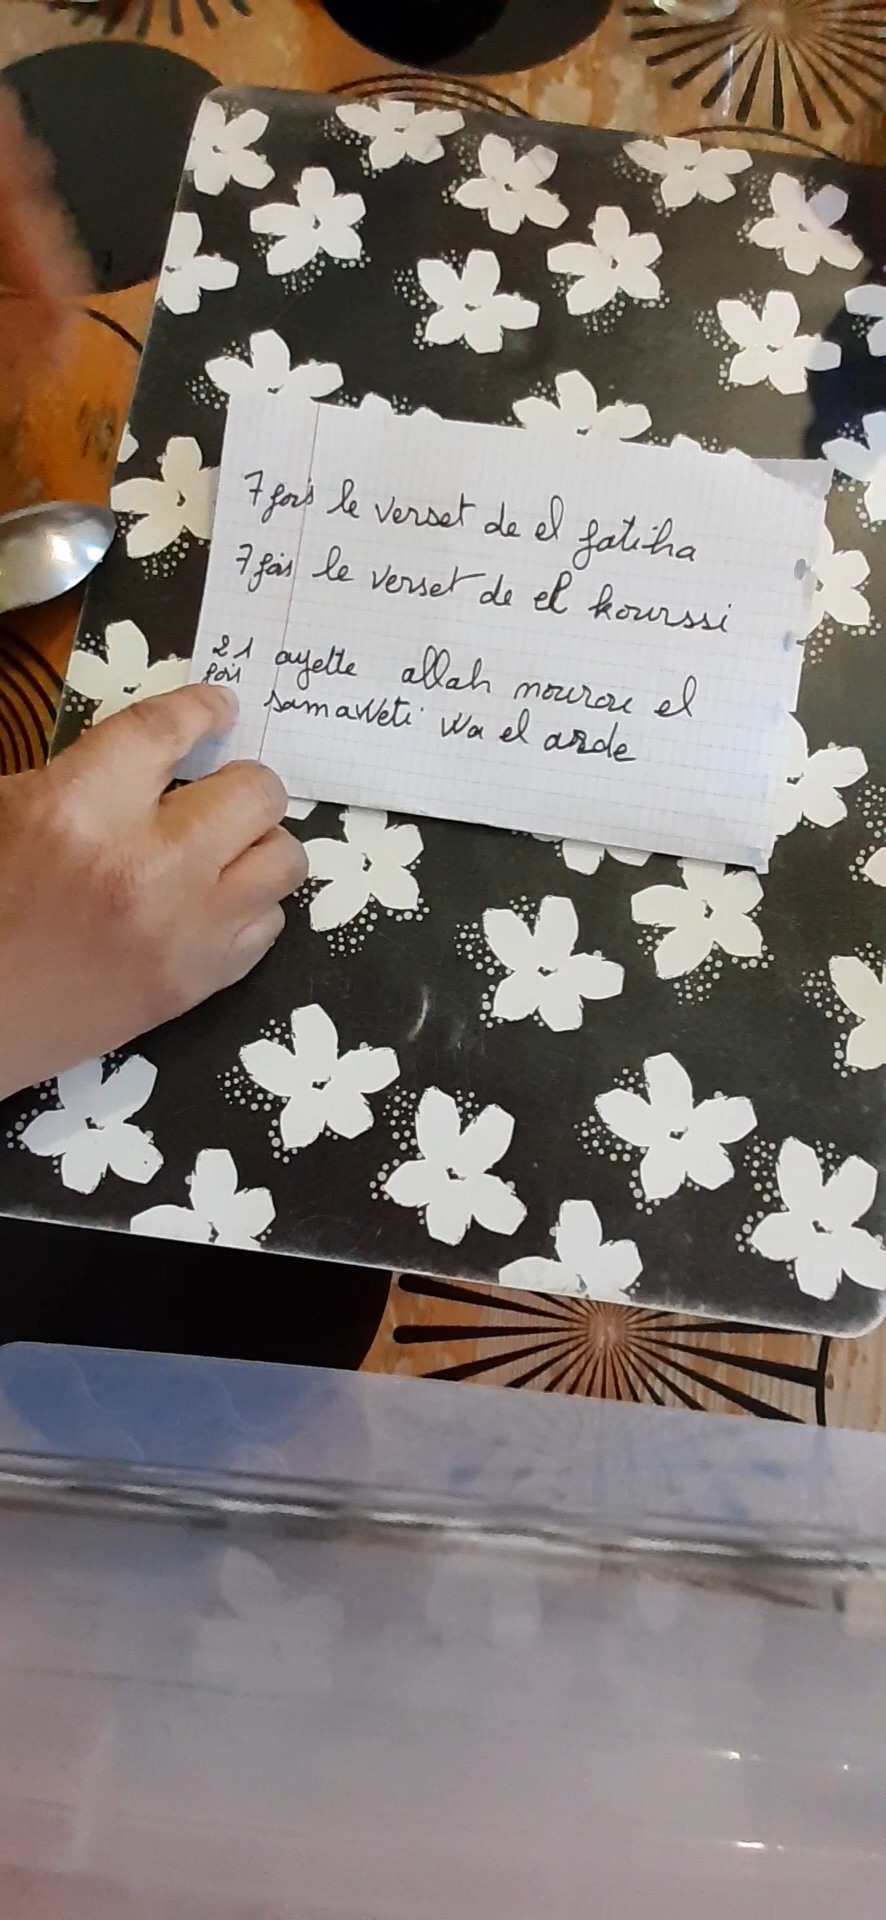 7 fois le verset de el fatiha
7 fois le verset de el kourssi
21 fois ayette allah nourou el
samaweti wa el arde